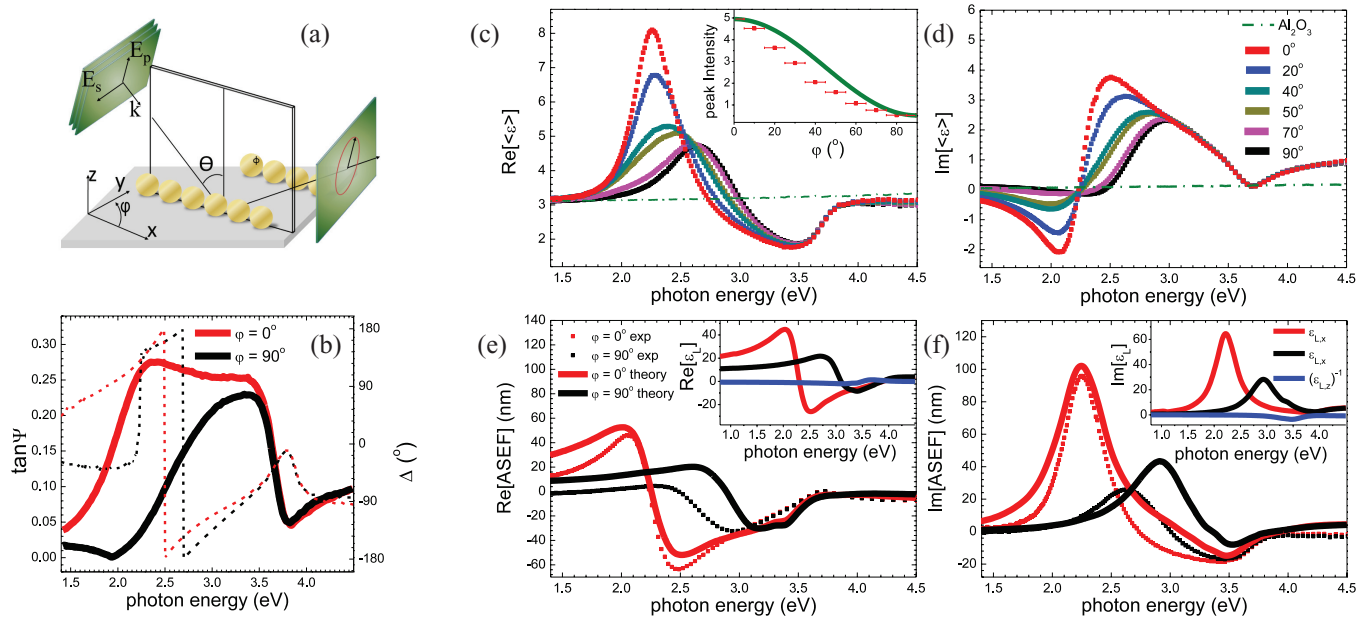 (a)
E_p
E_s
k
Θ
ϕ
z
y
φ
x
(b)
φ = 0°
φ = 90°
tanΨ
0.30
0.25
0.20
0.15
0.10
0.05
0.00
180
90
0
-90
-180
Δ (°)
2.0 2.5 3.0 3.5 4.0
photon energy (eV)
(c)
Re[<ε>]
8
7
6
5
4
3
2
1.5 2.0 2.5 3.0 3.5 4.0 4.5
photon energy (eV)
peak Intensity
5
4
3
2
1
0 20 40 60 80
φ (°)
(d)
Im[<ε>]
6
5
4
3
2
1
0
-1
-2
Al₂O₃
0°
20°
40°
50°
70°
90°
1.5 2.0 2.5 3.0 3.5 4.0 4.5
photon energy (eV)
(e)
Re[ASEF] (nm)
140
120
100
80
60
40
20
0
-20
-40
-60
φ = 0° exp
φ = 90° exp
φ = 0° theory
φ = 90° theory
1.5 2.0 2.5 3.0 3.5 4.0 4.5
photon energy (eV)
Re[ε_L]
40
20
0
-20
1.0 1.5 2.0 2.5 3.0 3.5 4.0 4.5
photon energy (eV)
(f)
Im[ASEF] (nm)
120
100
80
60
40
20
0
-20
1.5 2.0 2.5 3.0 3.5 4.0 4.5
photon energy (eV)
Im[ε_L]
60
40
20
0
ε_L,x
ε_L,x
(ε_L,z)⁻¹
1.0 1.5 2.0 2.5 3.0 3.5 4.0 4.5
photon energy (eV)